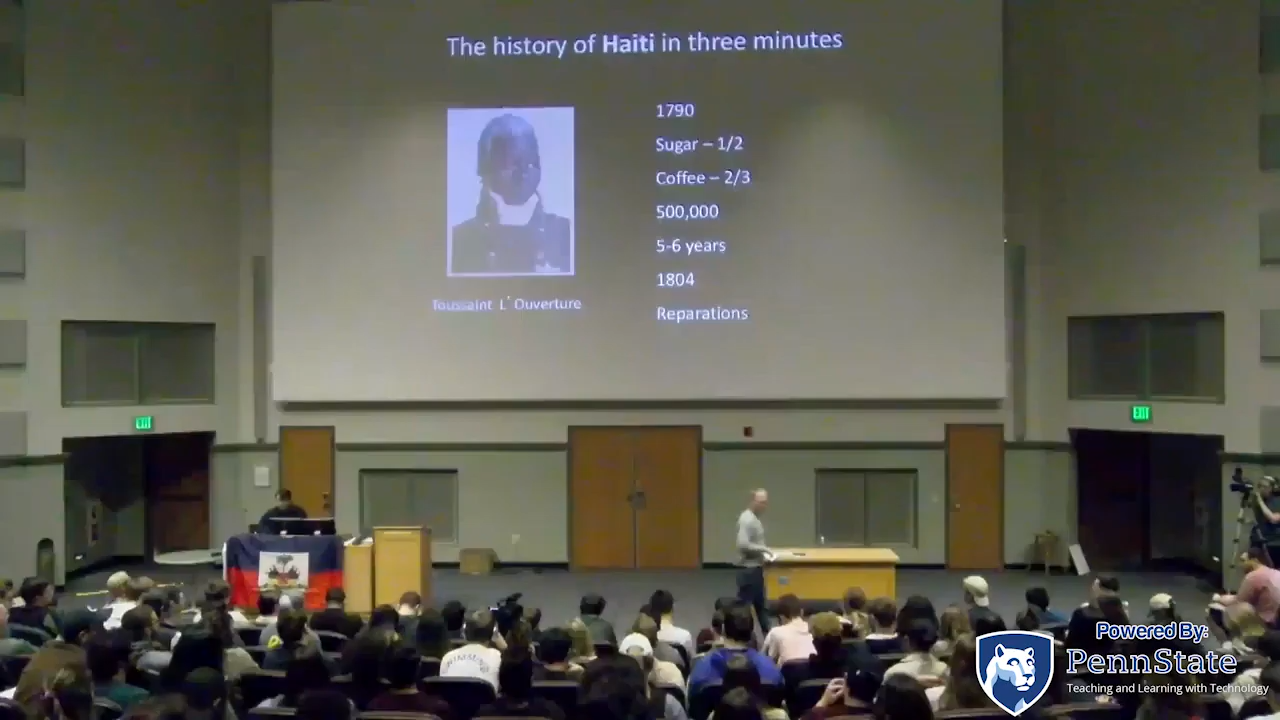 The history of Haiti in three minutes
1790
Sugar – 1/2
Coffee – 2/3
500,000
5-6 years
1804
Reparations
Toussaint L' Ouverture
EXIT
EXIT
SWIMMING
Powered By:
PennState
Teaching and Learning with Technology